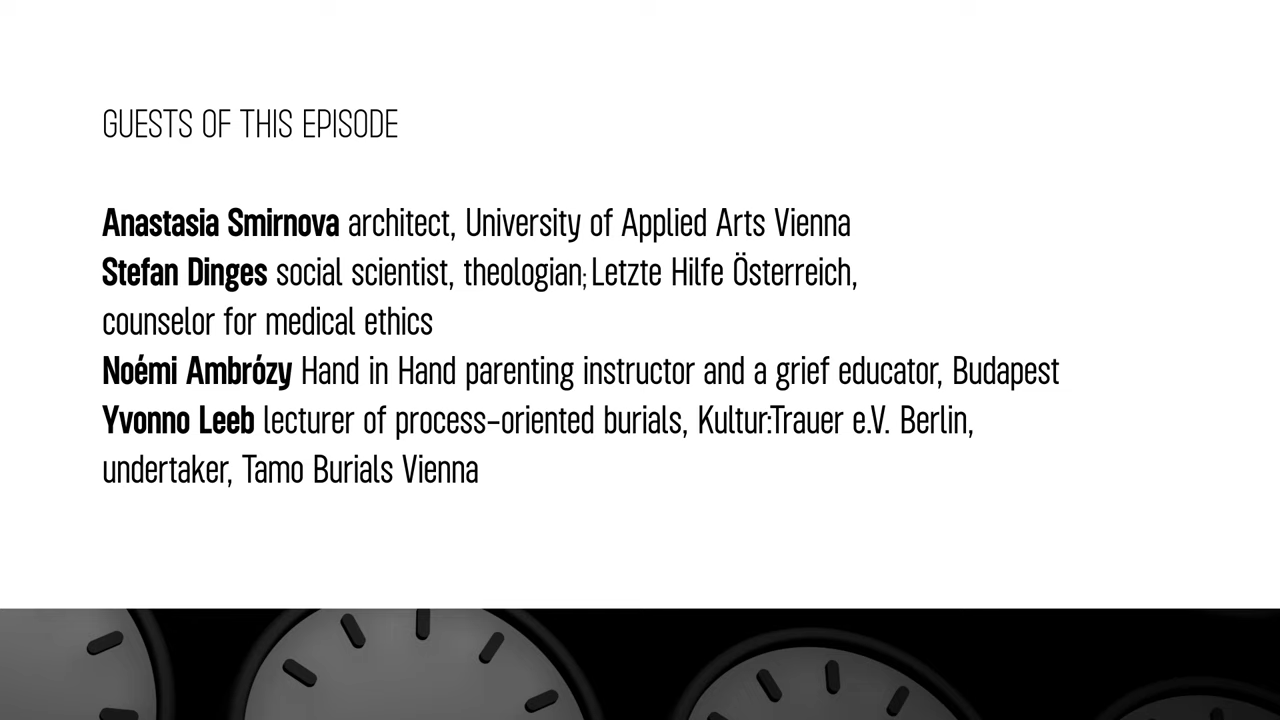 GUESTS OF THIS EPISODE
Anastasia Smirnova architect, University of Applied Arts Vienna
Stefan Dinges social scientist, theologian; Letzte Hilfe Österreich,
counselor for medical ethics
Noémi Ambrózy Hand in Hand parenting instructor and a grief educator, Budapest
Yvonno Leeb lecturer of process-oriented burials, Kultur:Trauer e.V. Berlin,
undertaker, Tamo Burials Vienna